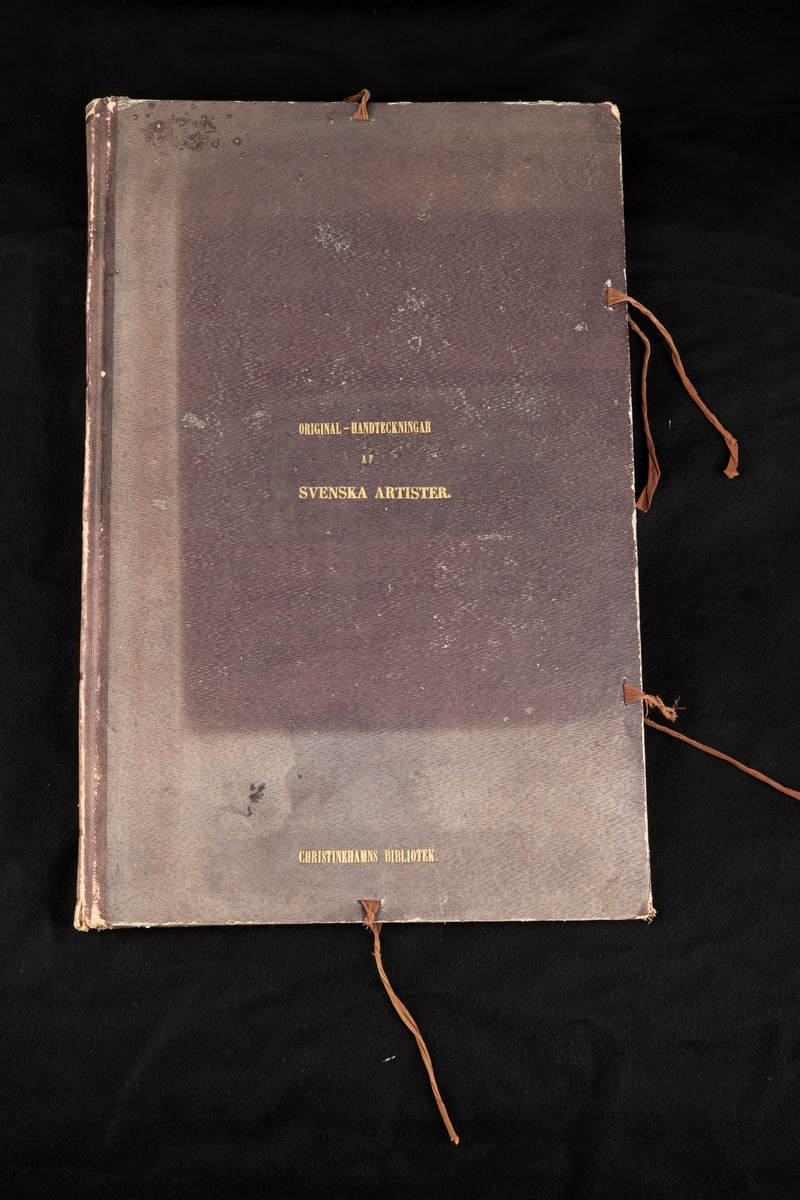 ORIGINAL-HANDTECKNINGAR
AF
SVENSKA ARTISTER.
CHRISTINEHAMNS BIBLIOTEK.